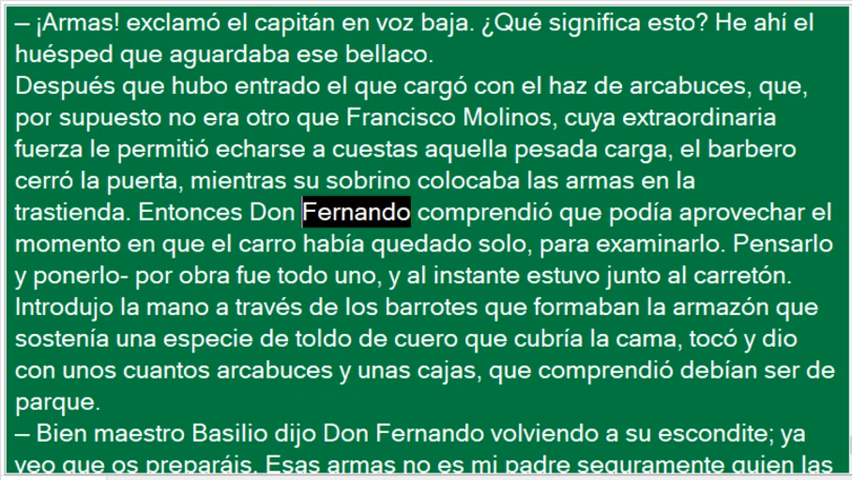 – ¡Armas! exclamó el capitán en voz baja. ¿Qué significa esto? He ahí el
huésped que aguardaba ese bellaco.
Después que hubo entrado el que cargó con el haz de arcabuces, que,
por supuesto no era otro que Francisco Molinos, cuya extraordinaria
fuerza le permitió echarse a cuestas aquella pesada carga, el barbero
cerró la puerta, mientras su sobrino colocaba las armas en la
trastienda. Entonces Don Fernando comprendió que podía aprovechar el
momento en que el carro había quedado solo, para examinarlo. Pensarlo
y ponerlo- por obra fue todo uno, y al instante estuvo junto al carretón.
Introdujo la mano a través de los barrotes que formaban la armazón que
sostenía una especie de toldo de cuero que cubría la cama, tocó y dio
con unos cuantos arcabuces y unas cajas, que comprendió debían ser de
parque.
– Bien maestro Basilio dijo Don Fernando volviendo a su escondite; ya
veo que os preparáis. Esas armas no es mi padre seguramente quien las